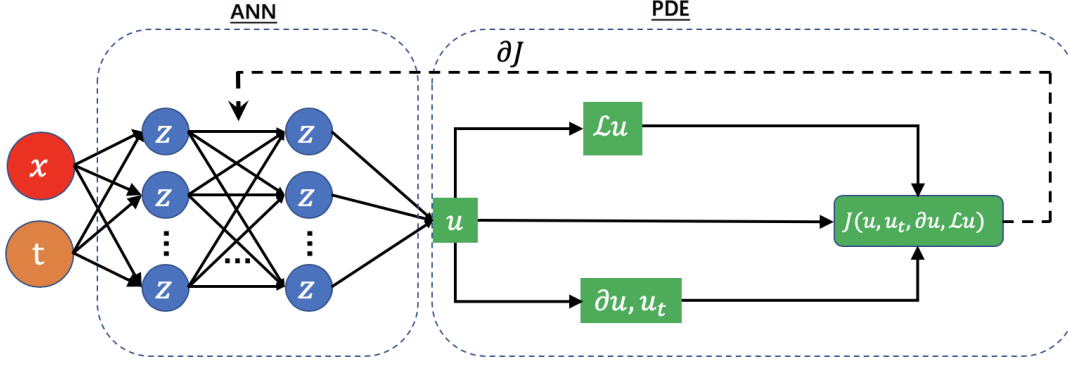 ANN
PDE
∂J
x
t
z
z
⋮
z
...
z
z
⋮
z
u
ℒu
∂u, u_t
J(u, u_t, ∂u, ℒu)